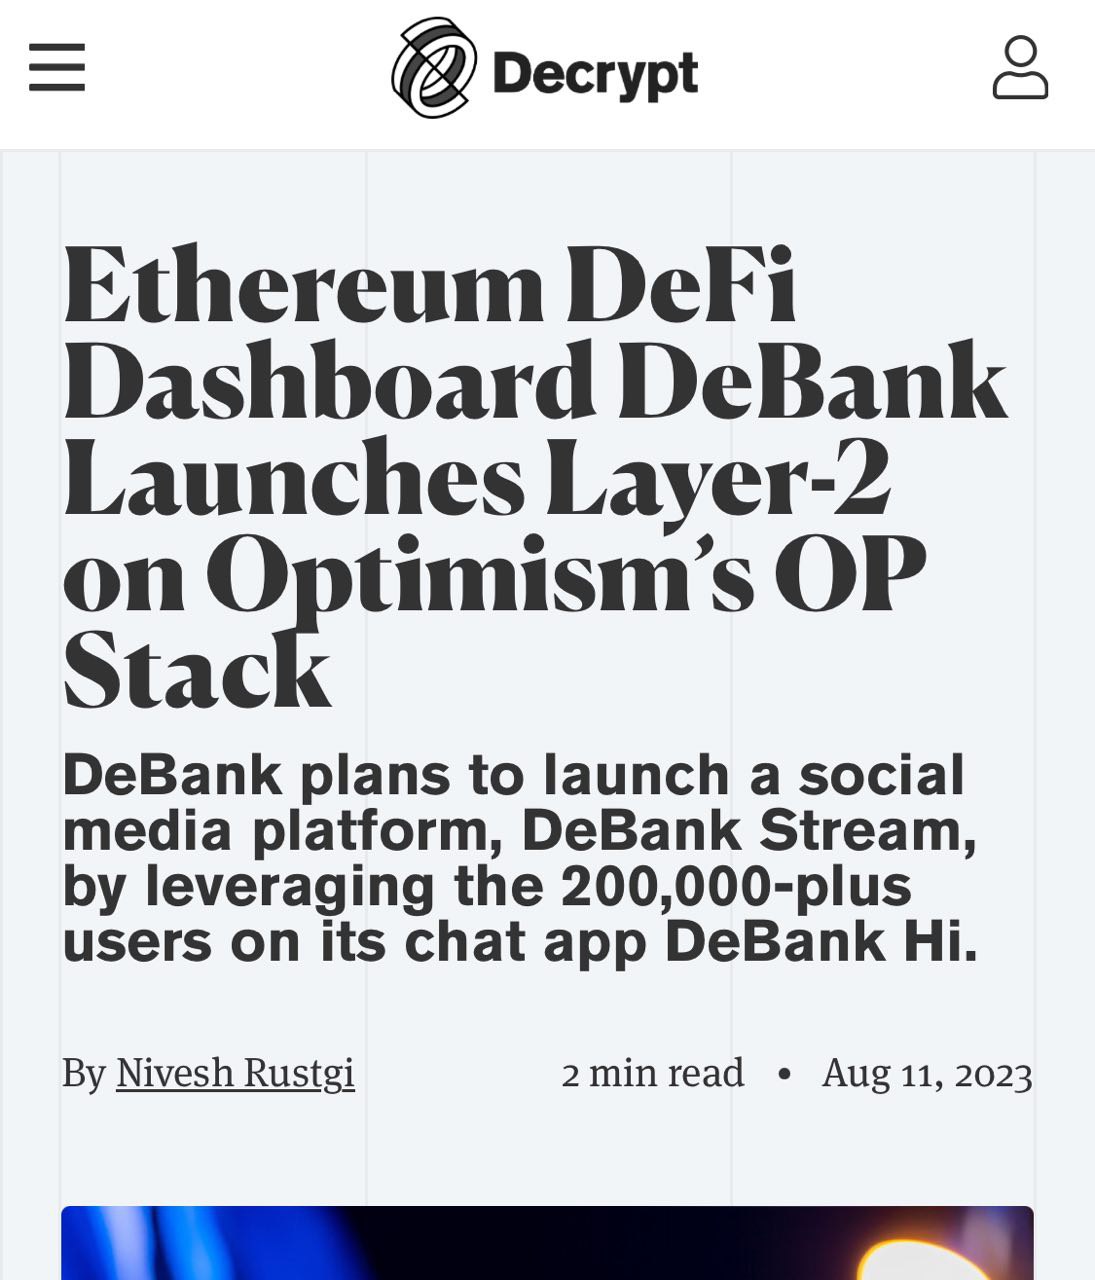 Decrypt
Ethereum DeFi
Dashboard DeBank
Launches Layer-2
on Optimism’s OP
Stack
DeBank plans to launch a social
media platform, DeBank Stream,
by leveraging the 200,000-plus
users on its chat app DeBank Hi.
By Nivesh Rustgi 2 min read • Aug 11, 2023